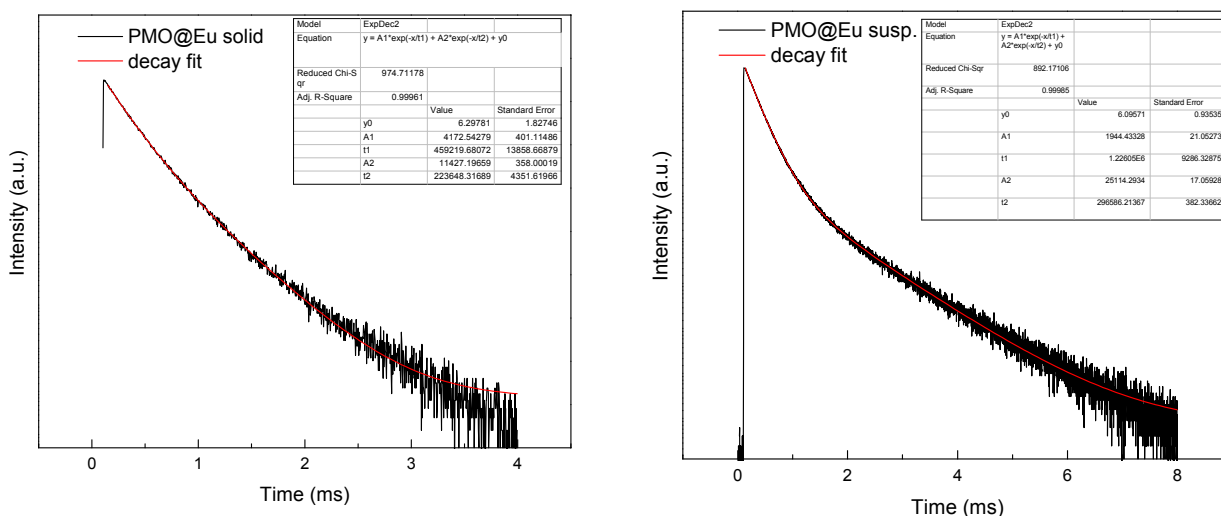 PMO@Eu solid
decay fit
Model ExpDec2
Equation y = A1*exp(-x/t1) + A2*exp(-x/t2) + y0
Reduced Chi-S
qr 974.71178
Adj. R-Square 0.99961
Value Standard Error
y0 6.29781 1.82746
A1 4172.54279 401.11486
t1 459219.68072 13858.66879
A2 11427.19659 358.00019
t2 223648.31689 4351.61966
Intensity (a.u.)
0 1 2 3 4
Time (ms)
PMO@Eu susp.
decay fit
Model ExpDec2
Equation y = A1*exp(-x/t1) +
A2*exp(-x/t2) + y0
Reduced Chi-Sqr 892.17106
Adj. R-Square 0.99985
Value Standard Error
y0 6.09571 0.93535
A1 1944.43328 21.05273
t1 1.22605E6 9286.32875
A2 25114.2934 17.05928
t2 296586.21367 382.33662
Intensity (a.u.)
0 2 4 6 8
Time (ms)